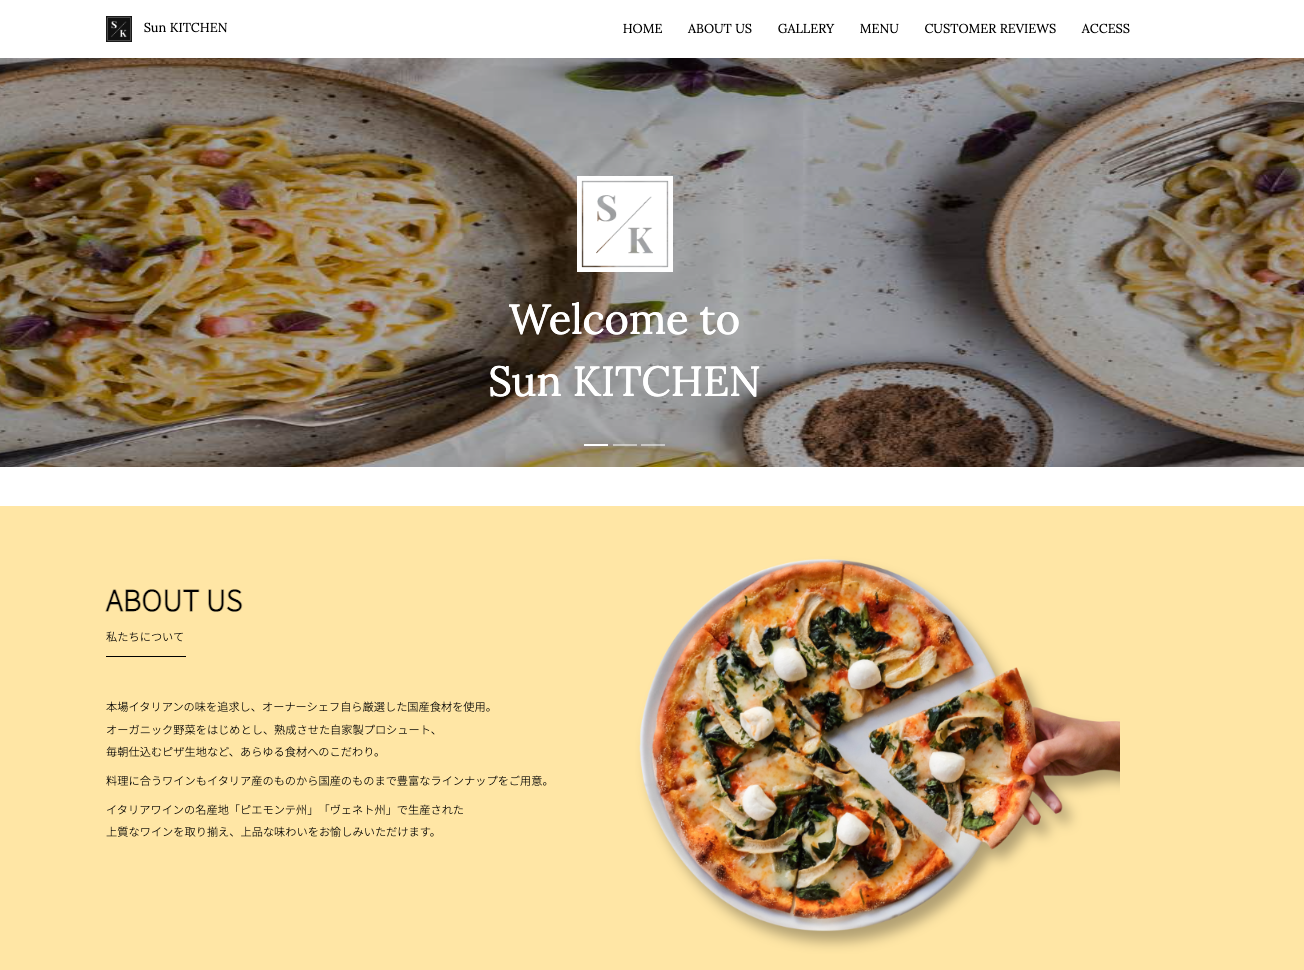 S
K
Sun KITCHEN
HOME ABOUT US GALLERY MENU CUSTOMER REVIEWS ACCESS
S
K
Welcome to
Sun KITCHEN
ABOUT US
私たちについて
本場イタリアンの味を追求し、オーナーシェフ自ら厳選した国産食材を使用。
オーガニック野菜をはじめとし、熟成させた自家製プロシュート、
毎朝仕込むピザ生地など、あらゆる食材へのこだわり。
料理に合うワインもイタリア産のものから国産のものまで豊富なラインナップをご用意。
イタリアワインの名産地「ピエモンテ州」「ヴェネト州」で生産された
上質なワインを取り揃え、上品な味わいをお愉しみいただけます。